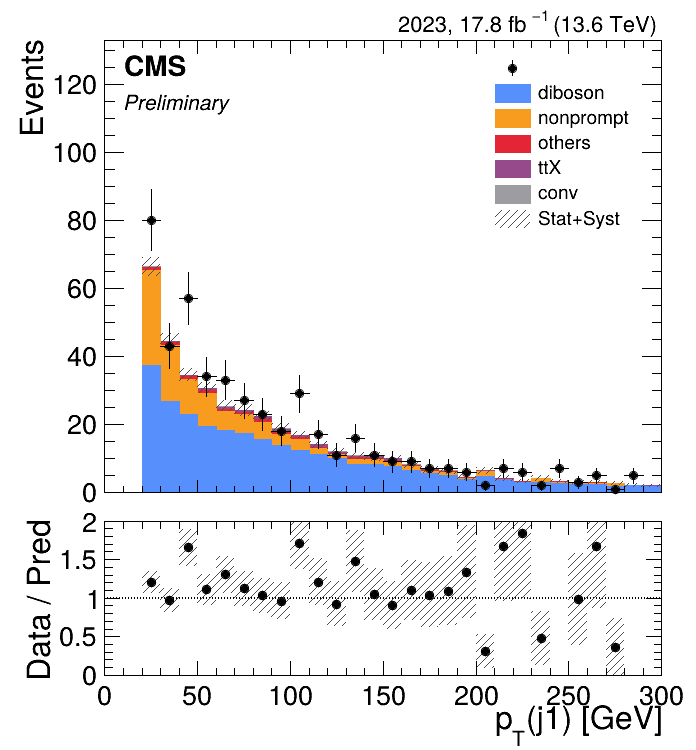 2023, 17.8 fb⁻¹ (13.6 TeV)
Events
CMS
Preliminary
diboson
nonprompt
others
ttX
conv
Stat+Syst
120
100
80
60
40
20
0
Data / Pred
2
1.5
1
0.5
0
0 50 100 150 200 250 300
p_T(j1) [GeV]